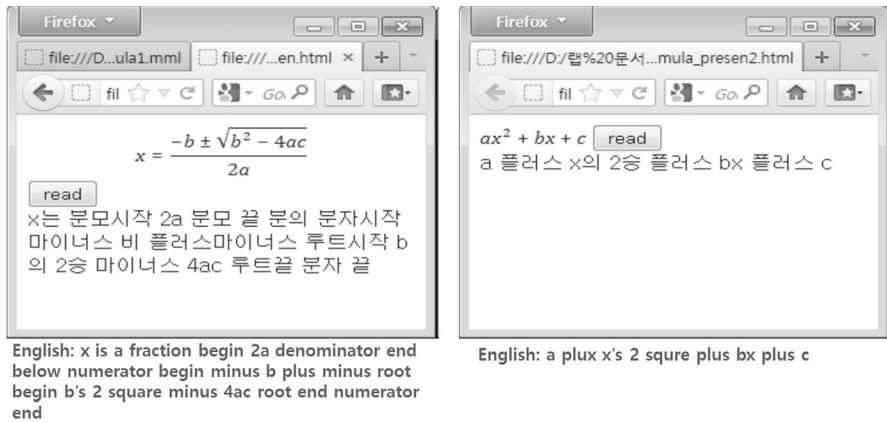 Firefox
file:///D...ula1.mml
file:///...en.html
fil
Go
x = (−b ± √(b² − 4ac)) / 2a
read
x는 분모시작 2a 분모 끝 분의 분자시작
마이너스 비 플러스마이너스 루트시작 b
의 2승 마이너스 4ac 루트끝 분자 끝
English: x is a fraction begin 2a denominator end
below numerator begin minus b plus minus root
begin b's 2 square minus 4ac root end numerator
end
Firefox
file:///D:/랩%20문서...mula_presen2.html
fil
Go
ax² + bx + c read
a 플러스 x의 2승 플러스 bx 플러스 c
English: a plux x's 2 squre plus bx plus c